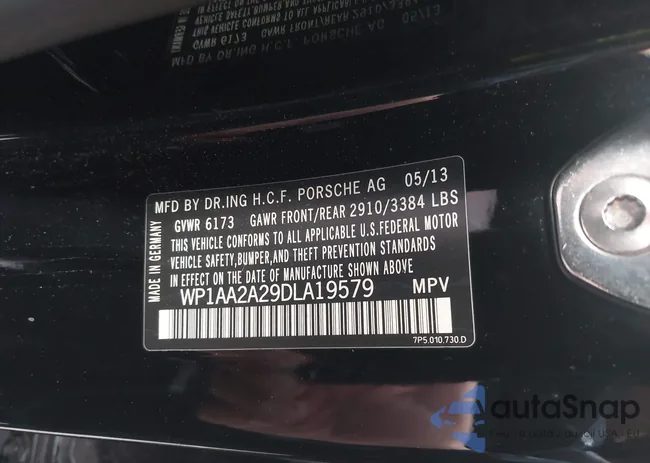 MFD BY DR.ING H.C.F. PORSCHE AG 05/13
GVWR 6173 GAWR FRONT/REAR 2910/3384 LBS
THIS VEHICLE CONFORMS TO ALL APPLICABLE U.S.FEDERAL MOTOR
VEHICLE SAFETY,BUMPER,AND THEFT PREVENTION STANDARDS
IN EFFECT ON THE DATE OF MANUFACTURE SHOWN ABOVE.
MADE IN GERMANY
WP1AA2A29DLA19579 MPV
7P5.010.730.D
autaSnap